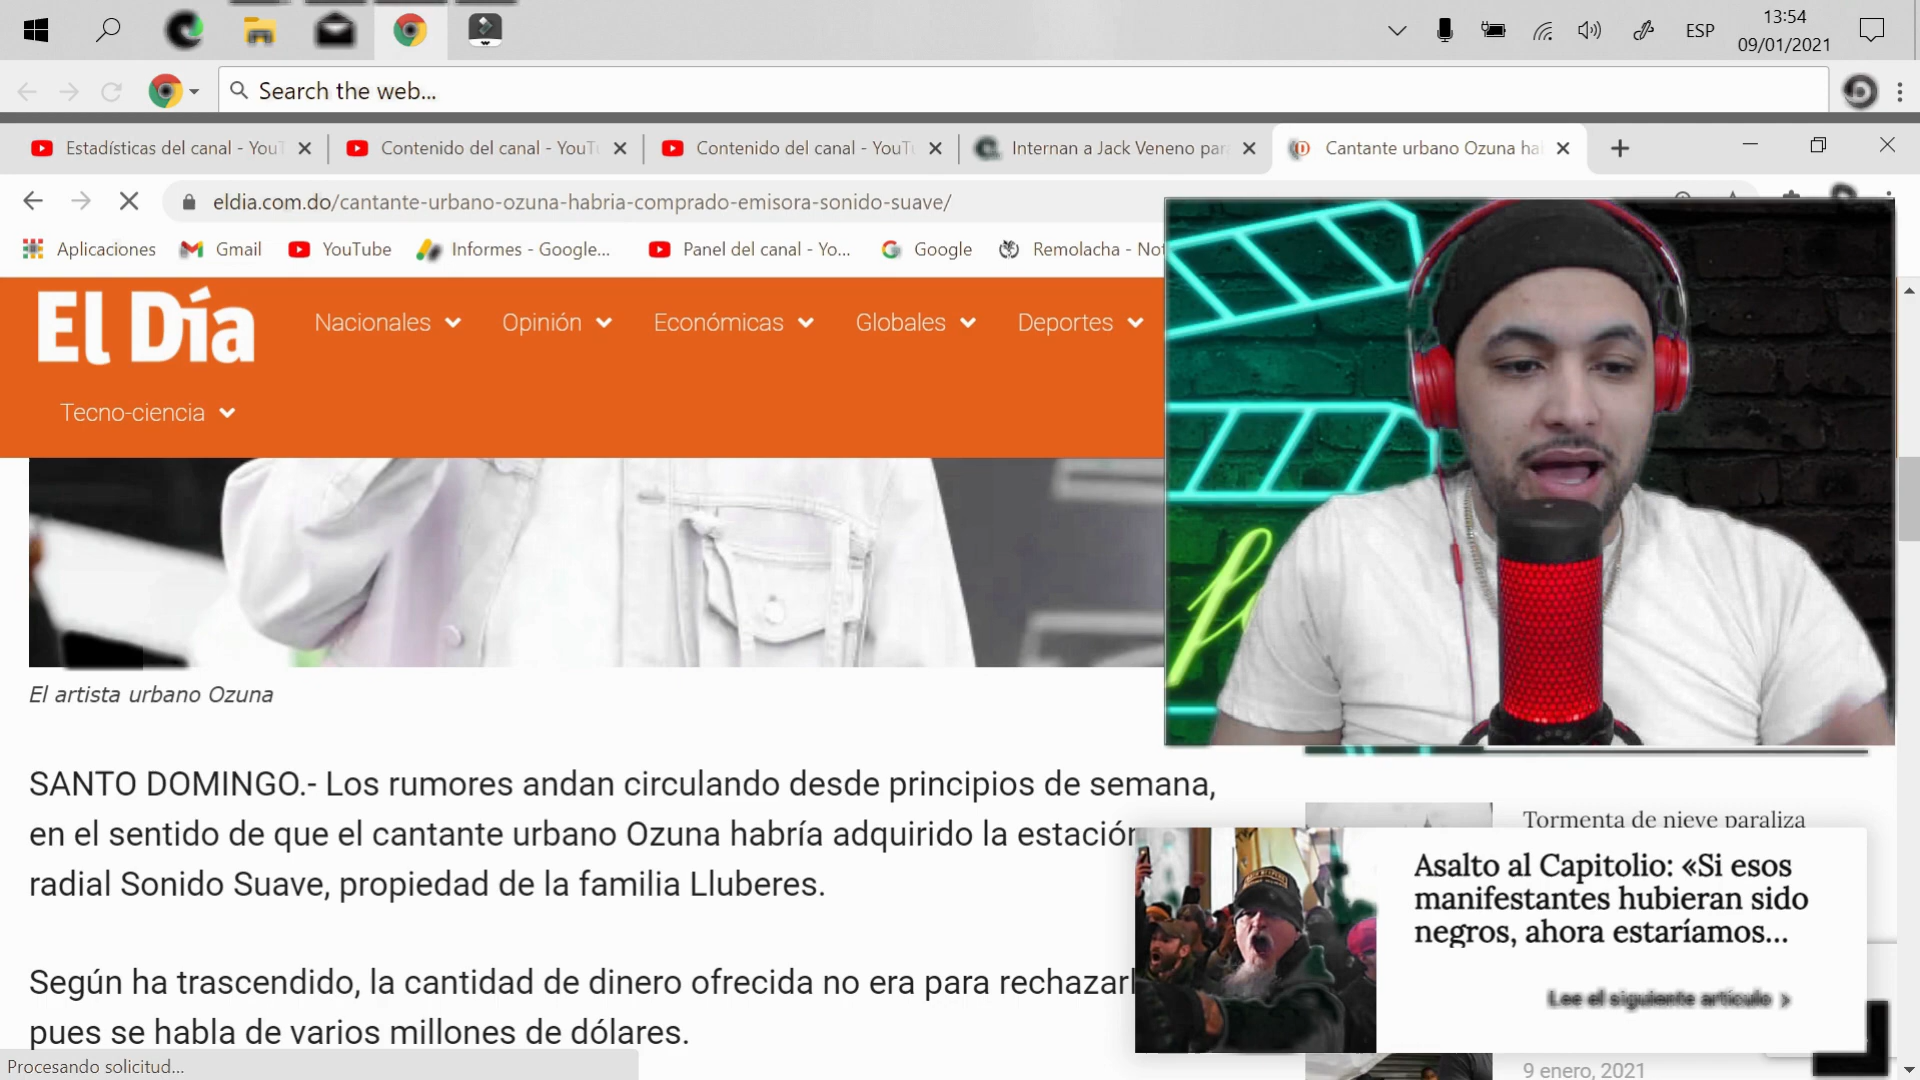 ESP
13:54
09/01/2021
Search the web...
Estadísticas del canal - YouT
Contenido del canal - YouT
Contenido del canal - YouTu
Internan a Jack Veneno par
Cantante urbano Ozuna ha
eldia.com.do/cantante-urbano-ozuna-habria-comprado-emisora-sonido-suave/
Aplicaciones
Gmail
YouTube
Informes - Google...
Panel del canal - Yo...
Google
Remolacha - Not
El Día
Nacionales
Opinión
Económicas
Globales
Deportes
Tecno-ciencia
El artista urbano Ozuna
SANTO DOMINGO.- Los rumores andan circulando desde principios de semana,
en el sentido de que el cantante urbano Ozuna habría adquirido la estación
radial Sonido Suave, propiedad de la familia Lluberes.
Según ha trascendido, la cantidad de dinero ofrecida no era para rechazarl
pues se habla de varios millones de dólares.
Tormenta de nieve paraliza
Asalto al Capitolio: «Si esos
manifestantes hubieran sido
negros, ahora estaríamos...
Lee el siguiente artículo >
9 enero, 2021
Procesando solicitud...